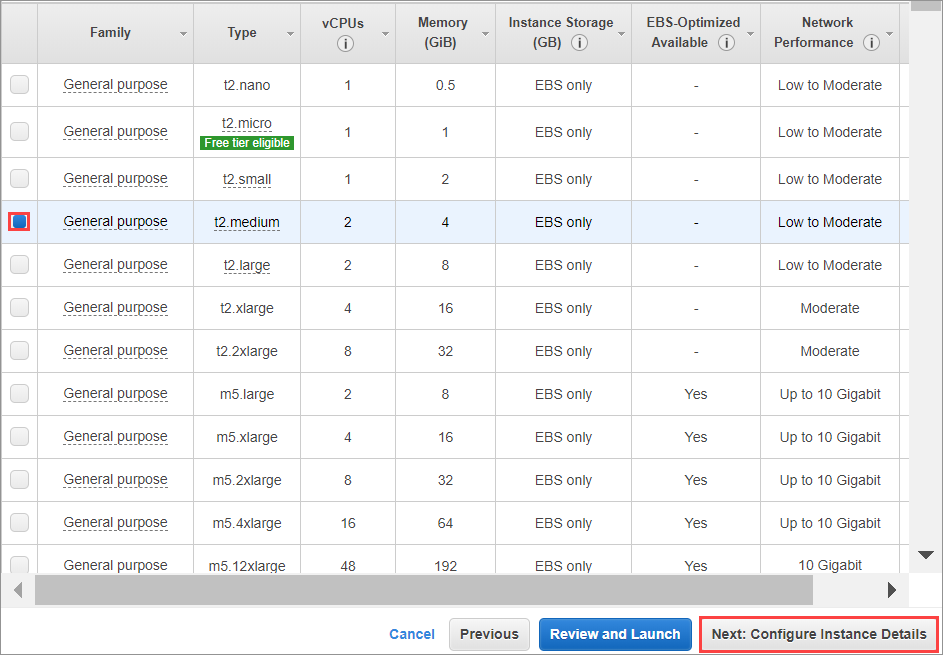 Family Type vCPUs Memory (GiB) Instance Storage (GB) EBS-Optimized Available Network Performance
General purpose t2.nano 1 0.5 EBS only - Low to Moderate
General purpose t2.micro Free tier eligible 1 1 EBS only - Low to Moderate
General purpose t2.small 1 2 EBS only - Low to Moderate
General purpose t2.medium 2 4 EBS only - Low to Moderate
General purpose t2.large 2 8 EBS only - Low to Moderate
General purpose t2.xlarge 4 16 EBS only - Moderate
General purpose t2.2xlarge 8 32 EBS only - Moderate
General purpose m5.large 2 8 EBS only Yes Up to 10 Gigabit
General purpose m5.xlarge 4 16 EBS only Yes Up to 10 Gigabit
General purpose m5.2xlarge 8 32 EBS only Yes Up to 10 Gigabit
General purpose m5.4xlarge 16 64 EBS only Yes Up to 10 Gigabit
General purpose m5.12xlarge 48 192 EBS only Yes 10 Gigabit
Cancel Previous Review and Launch Next: Configure Instance Details